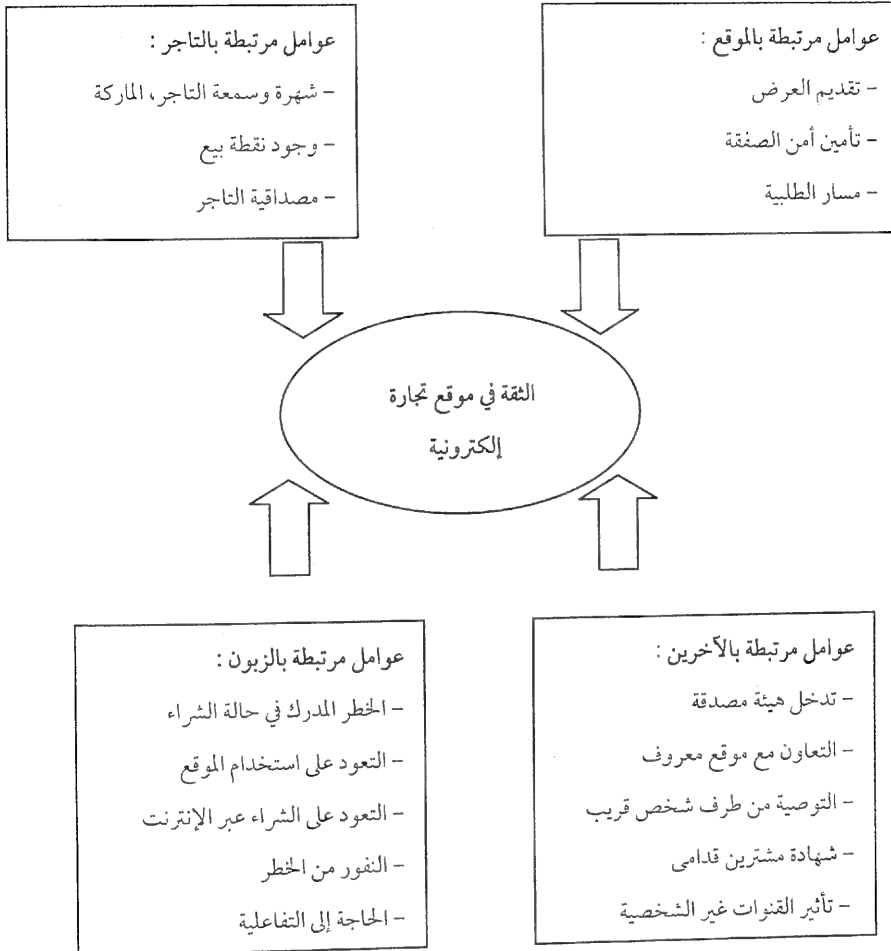 عوامل مرتبطة بالموقع :
– تقديم العرض
– تأمين أمن الصفقة
– مسار الطلبية
عوامل مرتبطة بالتاجر :
– شهرة وسمعة التاجر، الماركة
– وجود نقطة بيع
– مصداقية التاجر
الثقة في موقع تجارة
إلكترونية
عوامل مرتبطة بالآخرين :
– تدخل هيئة مصدقة
– التعاون مع موقع معروف
– التوصية من طرف شخص قريب
– شهادة مشترين قدامى
– تأثير القنوات غير الشخصية
عوامل مرتبطة بالزبون :
– الخطر المدرك في حالة الشراء
– التعود على استخدام الموقع
– التعود على الشراء عبر الإنترنت
– النفور من الخطر
– الحاجة إلى التفاعلية